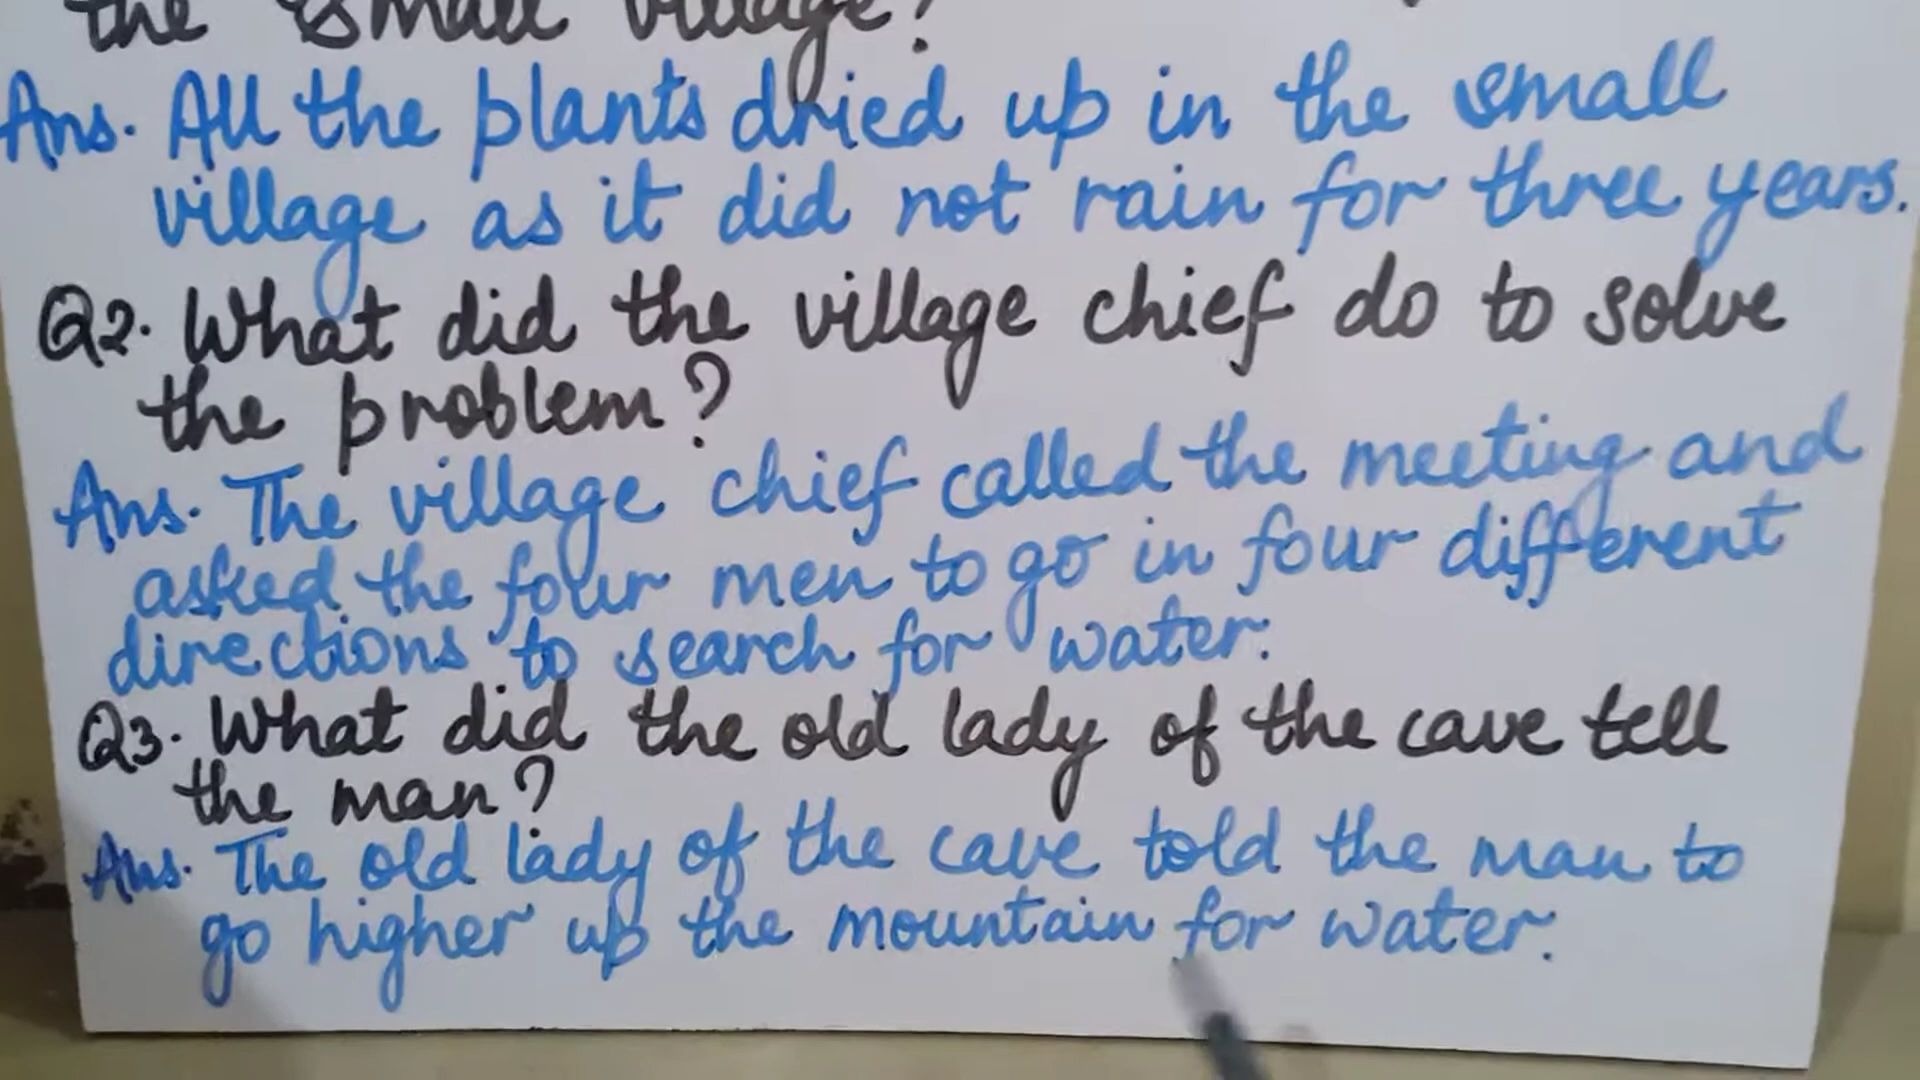 the small village?
Ans. All the plants dried up in the small
village as it did not rain for three years.
Q2. What did the village chief do to solve
the problem?
Ans. The village chief called the meeting and
asked the four men to go in four different
directions to search for water.
Q3. What did the old lady of the cave tell
the man?
Ans. The old lady of the cave told the man to
go higher up the mountain for water.